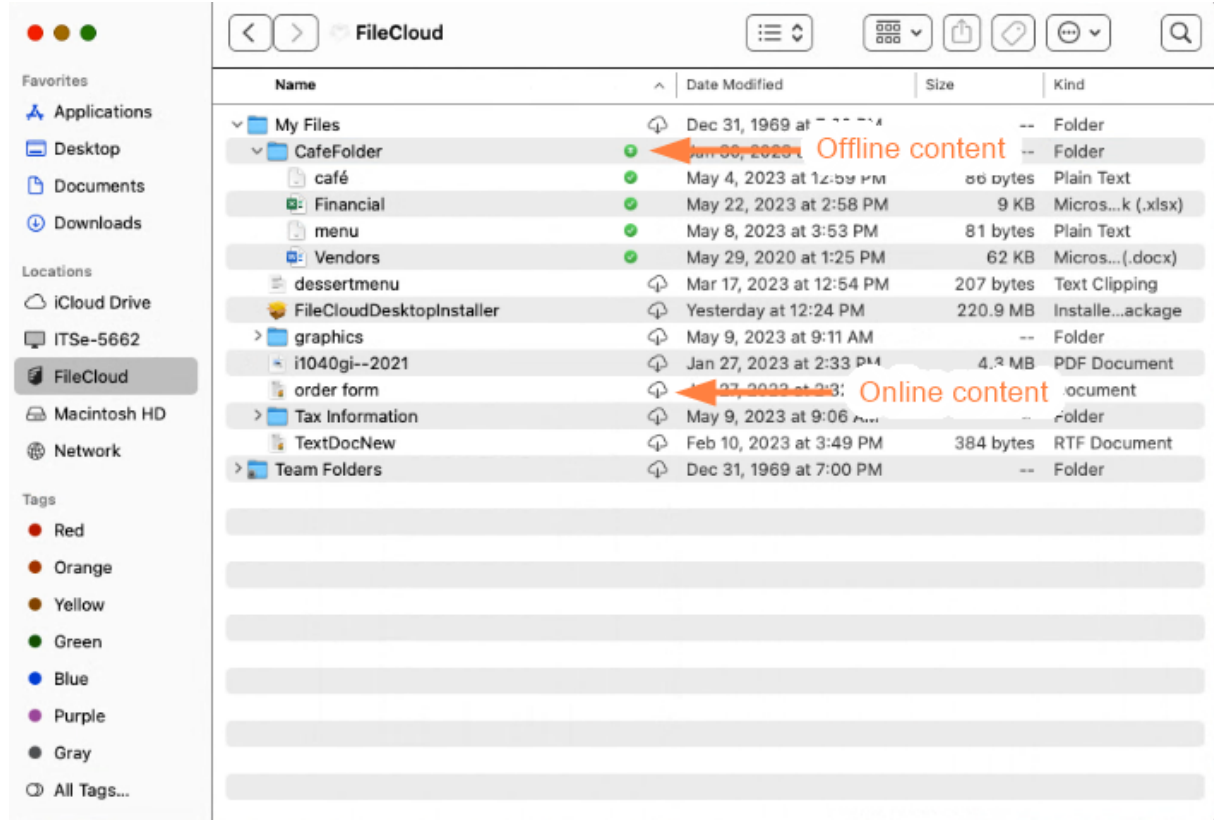 FileCloud
Favorites
Applications
Desktop
Documents
Downloads
Locations
iCloud Drive
ITSe-5662
FileCloud
Macintosh HD
Network
Tags
Red
Orange
Yellow
Green
Blue
Purple
Gray
All Tags...
Name Date Modified Size Kind
My Files Dec 31, 1969 at -- Folder
CafeFolder Offline content -- Folder
café May 4, 2023 at 12:59 PM 86 bytes Plain Text
Financial May 22, 2023 at 2:58 PM 9 KB Micros...k (.xlsx)
menu May 8, 2023 at 3:53 PM 81 bytes Plain Text
Vendors May 29, 2020 at 1:25 PM 62 KB Micros...(.docx)
dessertmenu Mar 17, 2023 at 12:54 PM 207 bytes Text Clipping
FileCloudDesktopInstaller Yesterday at 12:24 PM 220.9 MB Installe...ackage
graphics May 9, 2023 at 9:11 AM -- Folder
i1040gi--2021 Jan 27, 2023 at 2:33 PM 4.3 MB PDF Document
order form Online content
Tax Information May 9, 2023 at 9:06 AM -- Folder
TextDocNew Feb 10, 2023 at 3:49 PM 384 bytes RTF Document
Team Folders Dec 31, 1969 at 7:00 PM -- Folder